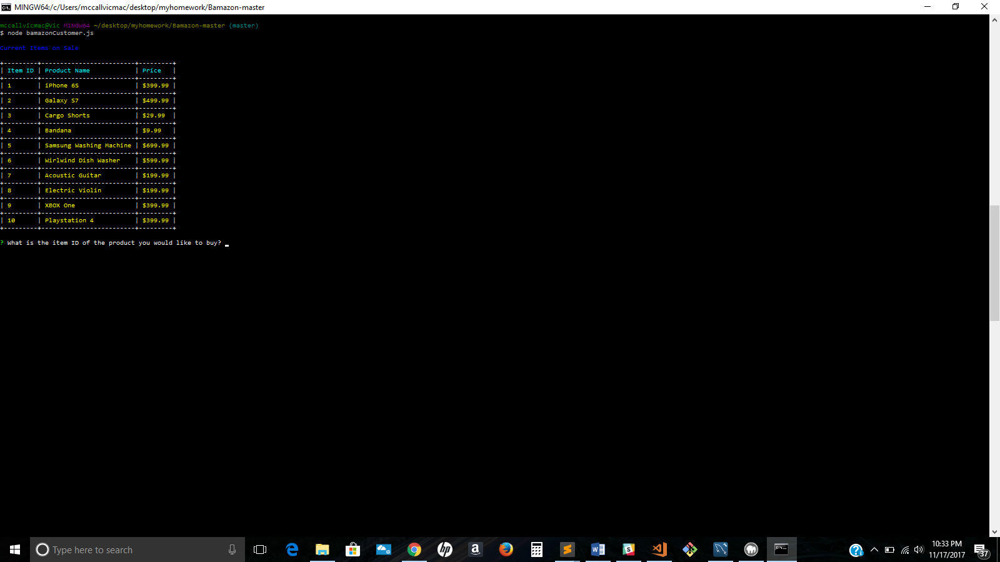 MINGW64:/c/Users/mccallvicmac/desktop/myhomework/Bamazon-master
mccallvicmac@Vic MINGW64 ~/desktop/myhomework/Bamazon-master (master)
$ node bamazonCustomer.js
Current Items on Sale
| Item ID | Product Name | Price |
| 1 | iPhone 6S | $399.99 |
| 2 | Galaxy S7 | $499.99 |
| 3 | Cargo Shorts | $29.99 |
| 4 | Bandana | $9.99 |
| 5 | Samsung Washing Machine | $699.99 |
| 6 | Wirlwind Dish Washer | $599.99 |
| 7 | Acoustic Guitar | $199.99 |
| 8 | Electric Violin | $199.99 |
| 9 | XBOX One | $399.99 |
| 10 | Playstation 4 | $399.99 |
? What is the item ID of the product you would like to buy?
Type here to search
10:33 PM
11/17/2017
37